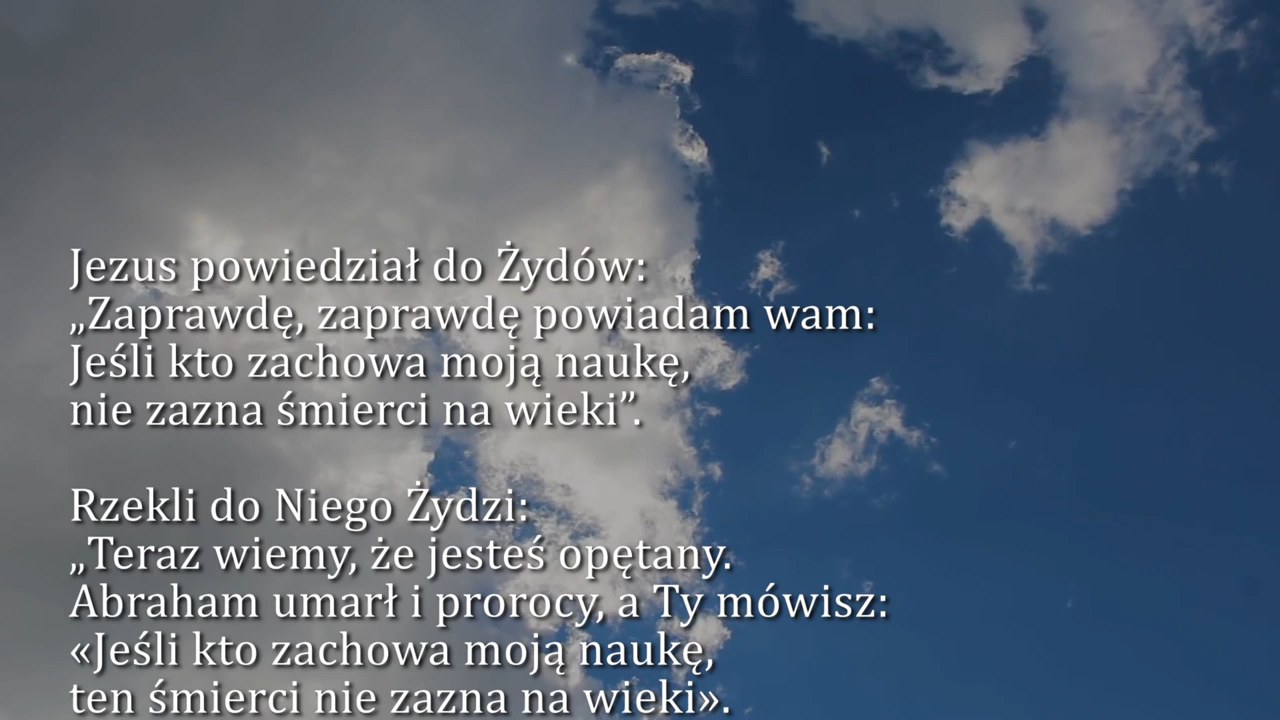 Jezus powiedział do Żydów:
„Zaprawdę, zaprawdę powiadam wam:
Jeśli kto zachowa moją naukę,
nie zazna śmierci na wieki”.
Rzekli do Niego Żydzi:
„Teraz wiemy, że jesteś opętany.
Abraham umarł i prorocy, a Ty mówisz:
«Jeśli kto zachowa moją naukę,
ten śmierci nie zazna na wieki».